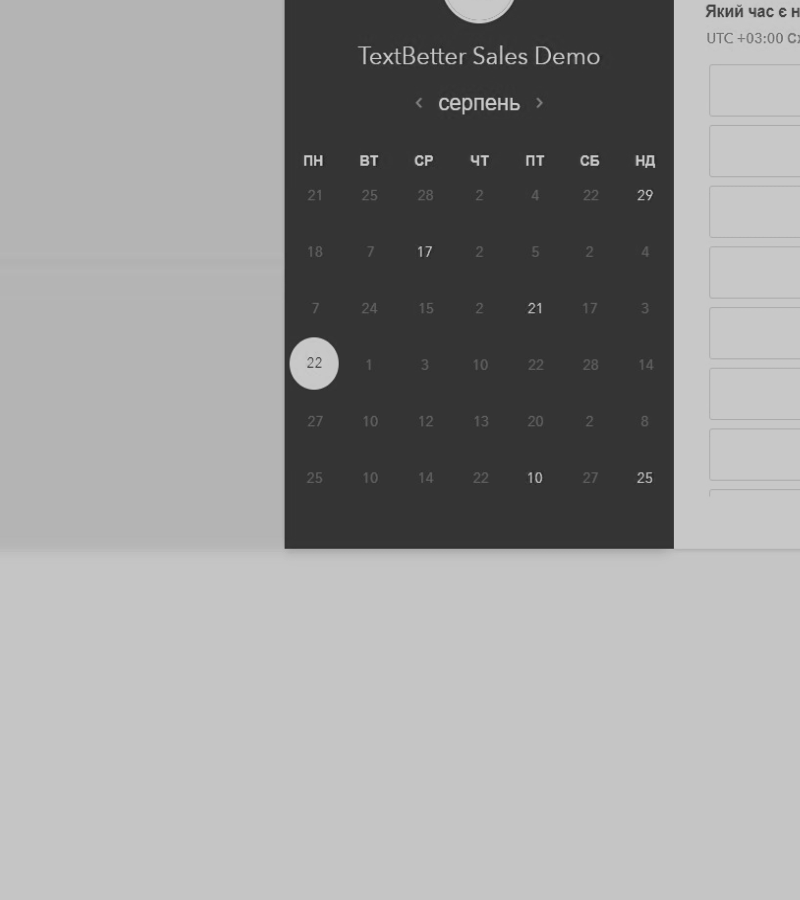 TextBetter Sales Demo
серпень
ПН ВТ СР ЧТ ПТ СБ НД
21 25 28 2 4 22 29
18 7 17 2 5 2 4
7 24 15 2 21 17 3
22 1 3 10 22 28 14
27 10 12 13 20 2 8
25 10 14 22 10 27 25
Який час є
UTC +03:00